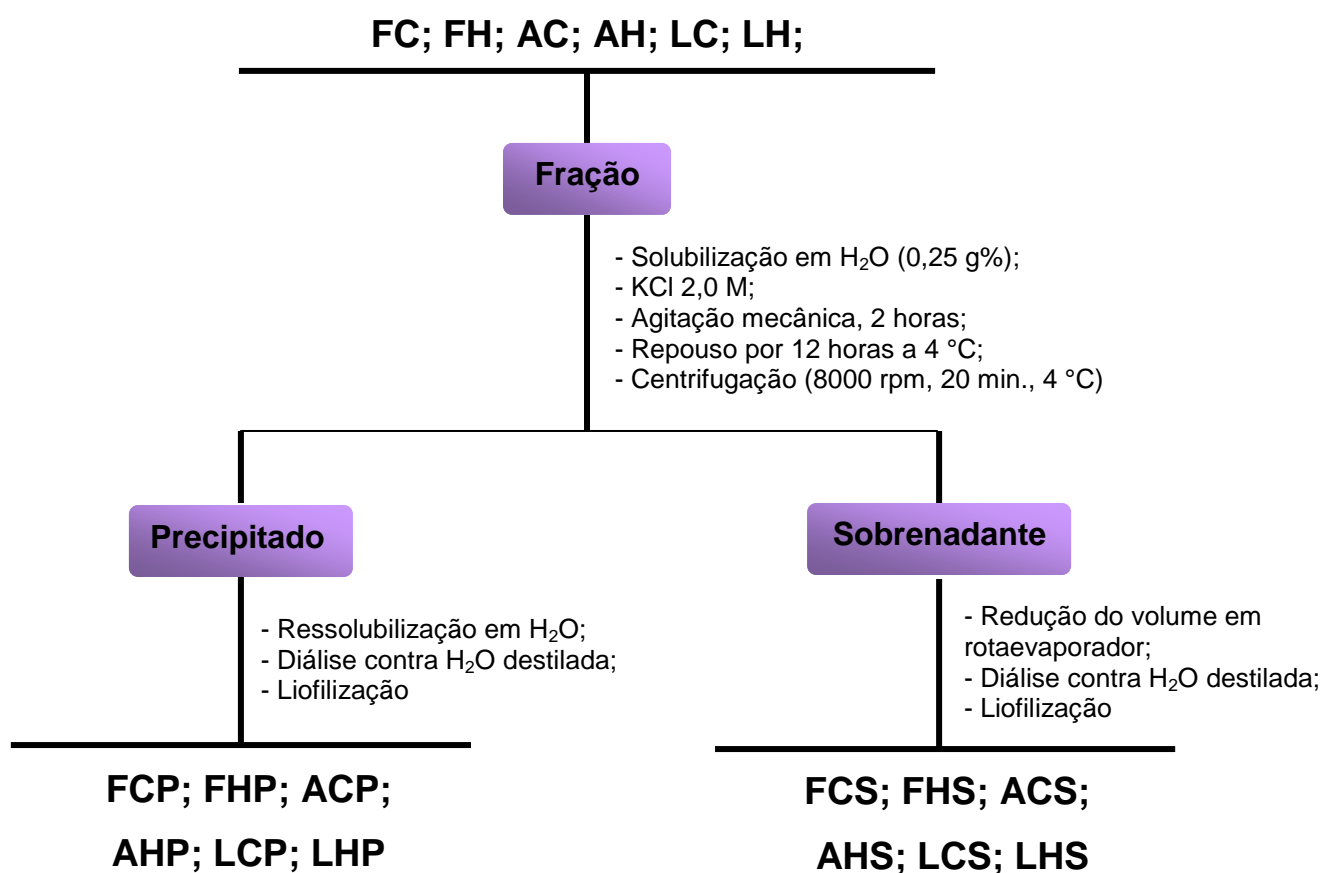 FC; FH; AC; AH; LC; LH;
Fração
- Solubilização em H₂O (0,25 g%);
- KCl 2,0 M;
- Agitação mecânica, 2 horas;
- Repouso por 12 horas a 4 °C;
- Centrifugação (8000 rpm, 20 min., 4 °C)
Precipitado
- Ressolubilização em H₂O;
- Diálise contra H₂O destilada;
- Liofilização
FCP; FHP; ACP;
AHP; LCP; LHP
Sobrenadante
- Redução do volume em
rotaevaporador;
- Diálise contra H₂O destilada;
- Liofilização
FCS; FHS; ACS;
AHS; LCS; LHS